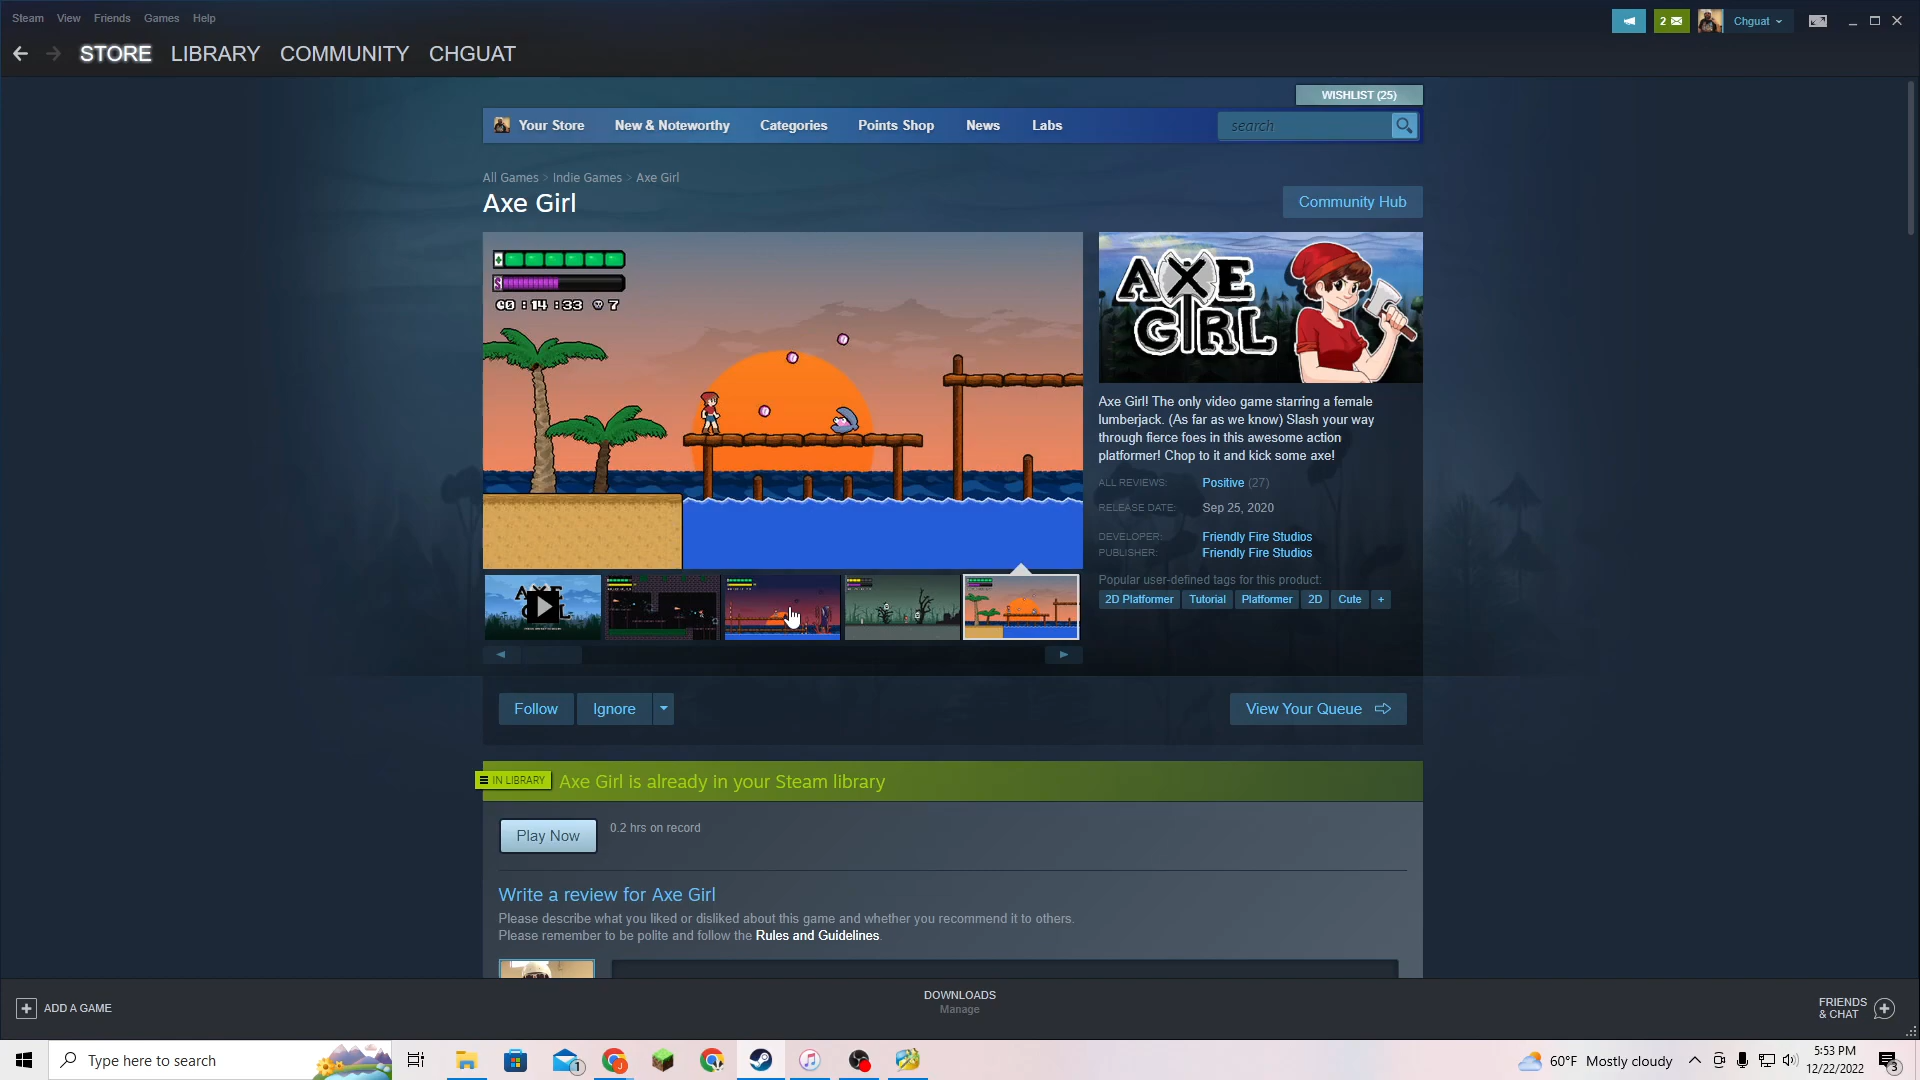 Steam View Friends Games Help
2 Chguat
STORE LIBRARY COMMUNITY CHGUAT
WISHLIST (25)
Your Store New & Noteworthy Categories Points Shop News Labs search
All Games > Indie Games > Axe Girl
Axe Girl
Community Hub
00:14:33 7
AXE
GIRL
Axe Girl! The only video game starring a female
lumberjack. (As far as we know) Slash your way
through fierce foes in this awesome action
platformer! Chop to it and kick some axe!
ALL REVIEWS: Positive (27)
RELEASE DATE: Sep 25, 2020
DEVELOPER: Friendly Fire Studios
PUBLISHER: Friendly Fire Studios
Popular user-defined tags for this product:
2D Platformer Tutorial Platformer 2D Cute +
Follow Ignore View Your Queue
IN LIBRARY Axe Girl is already in your Steam library
Play Now 0.2 hrs on record
Write a review for Axe Girl
Please describe what you liked or disliked about this game and whether you recommend it to others.
Please remember to be polite and follow the Rules and Guidelines.
ADD A GAME
DOWNLOADS
Manage
FRIENDS
& CHAT
Type here to search
1
60°F Mostly cloudy
5:53 PM
12/22/2022
3